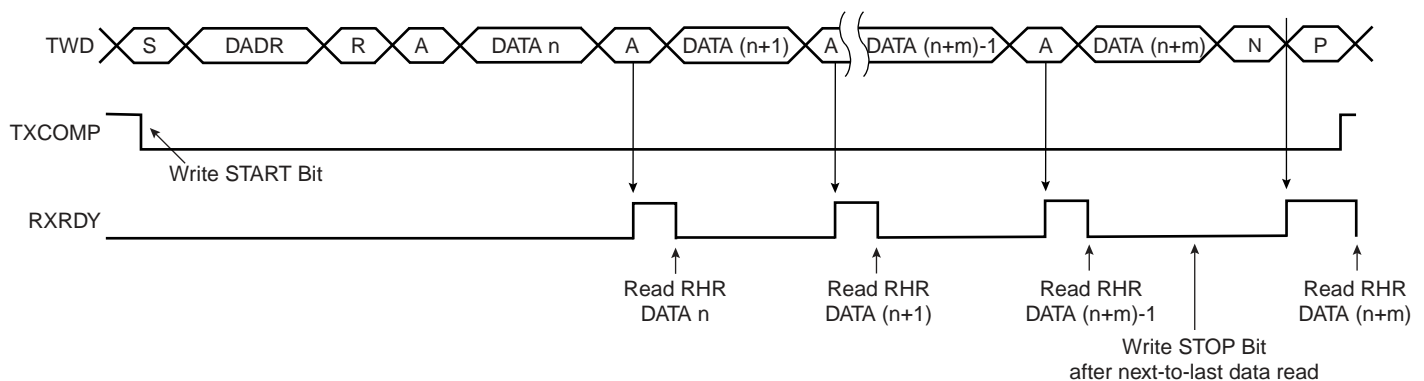 TWD S DADR R A DATA n A DATA (n+1) A DATA (n+m)-1 A DATA (n+m) N P
TXCOMP
Write START Bit
RXRDY
Read RHR Read RHR Read RHR Read RHR
DATA n DATA (n+1) DATA (n+m)-1 DATA (n+m)
Write STOP Bit
after next-to-last data read